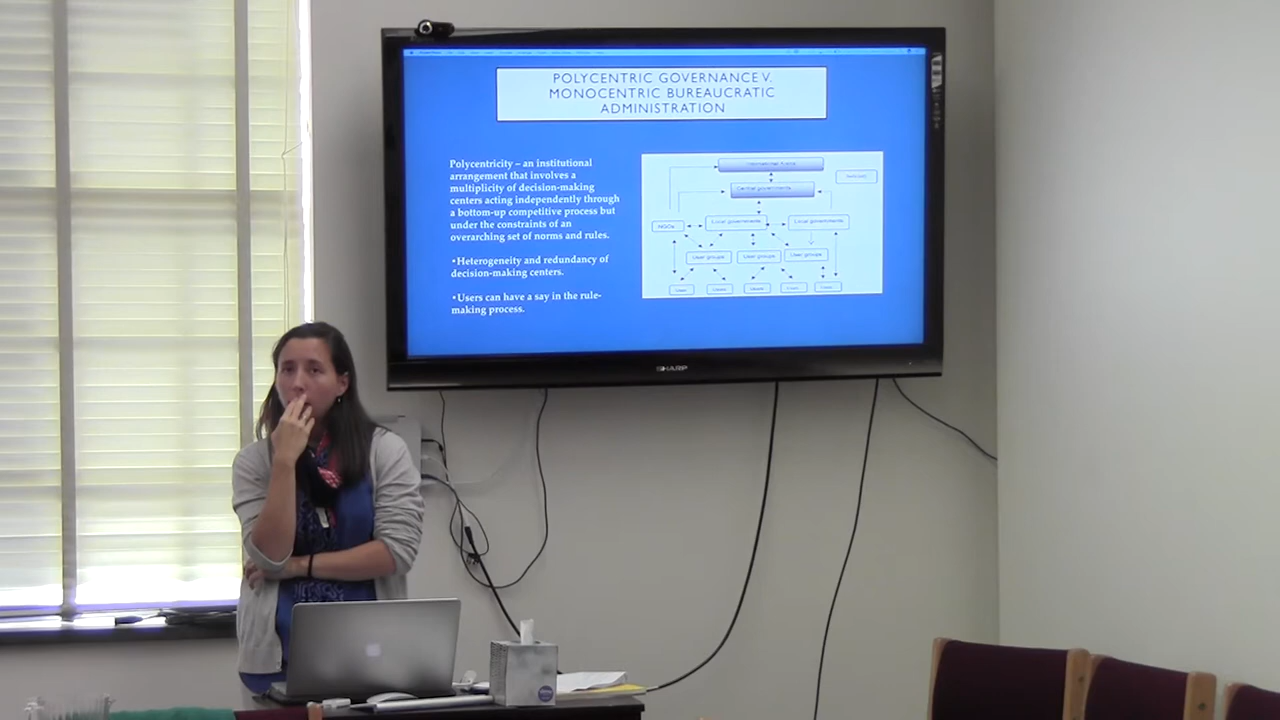 POLYCENTRIC GOVERNANCE V.
MONOCENTRIC BUREAUCRATIC
ADMINISTRATION
Polycentricity – an institutional
arrangement that involves a
multiplicity of decision-making
centers acting independently through
a bottom-up competitive process but
under the constraints of an
overarching set of norms and rules.
•Heterogeneity and redundancy of
decision-making centers.
•Users can have a say in the rule-
making process.
Central governments
NGOs
Local governments
Local governments
User groups
User groups
User groups
SHARP